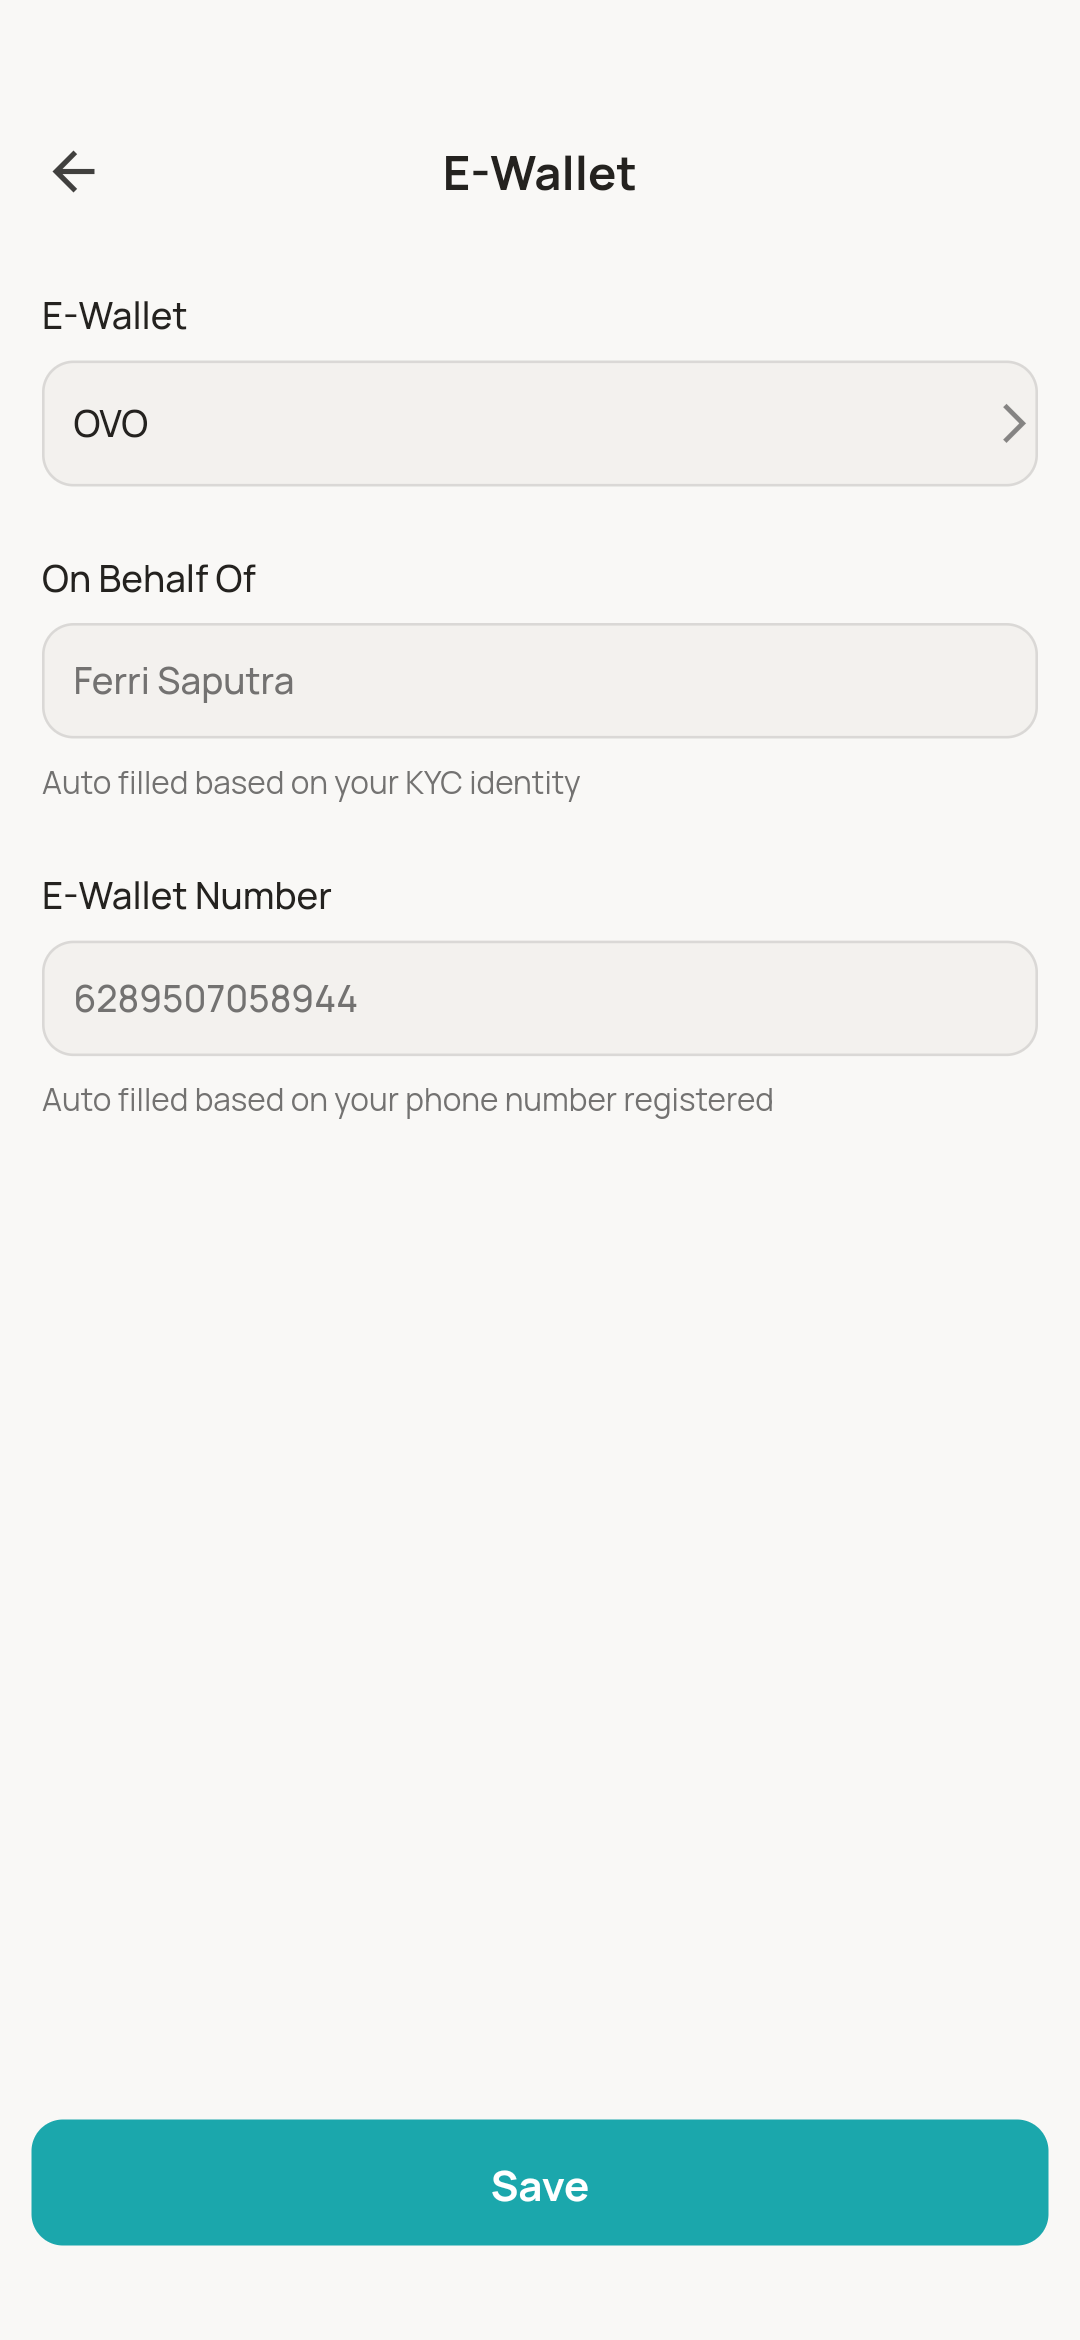 E-Wallet
E-Wallet
OVO
On Behalf Of
Ferri Saputra
Auto filled based on your KYC identity
E-Wallet Number
6289507058944
Auto filled based on your phone number registered
Save